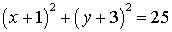 (x+1)² + (y+3)² = 25